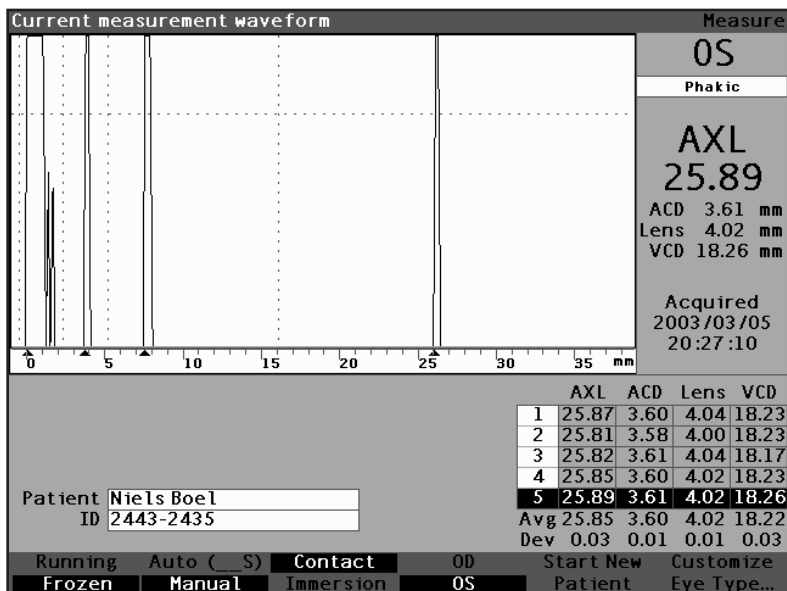 Current measurement waveform Measure
OS
Phakic
AXL
25.89
ACD 3.61 mm
Lens 4.02 mm
VCD 18.26 mm
Acquired
2003/03/05
20:27:10
0 5 10 15 20 25 30 35 mm
AXL ACD Lens VCD
1 25.87 3.60 4.04 18.23
2 25.81 3.58 4.00 18.23
3 25.82 3.61 4.04 18.17
4 25.85 3.60 4.02 18.23
5 25.89 3.61 4.02 18.26
Avg 25.85 3.60 4.02 18.22
Dev 0.03 0.01 0.01 0.03
Patient Niels Boel
ID 2443-2435
Running Auto (__S) Contact OD Start New Customize
Frozen Manual Immersion OS Patient Eye Type...